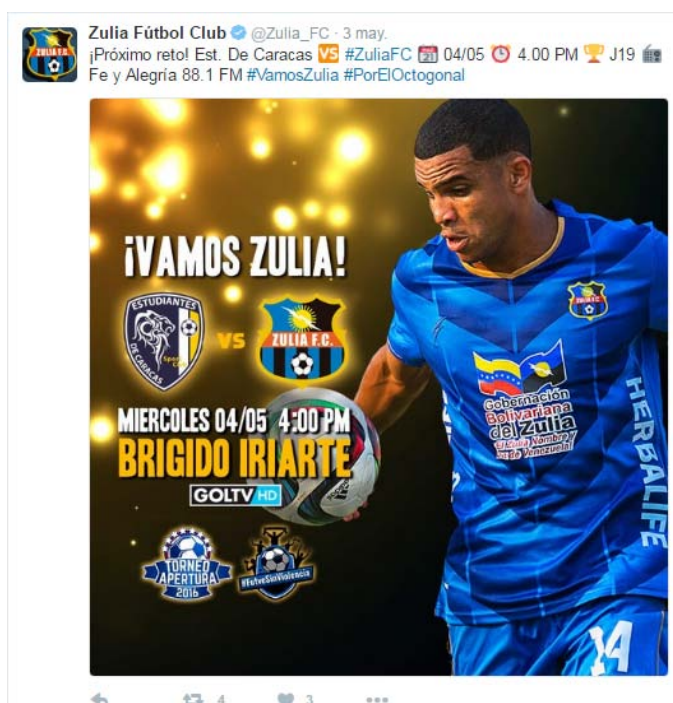 Zulia Fútbol Club @Zulia_FC · 3 may.
¡Próximo reto! Est. De Caracas VS #ZuliaFC 04/05 4.00 PM J19
Fe y Alegría 88.1 FM #VamosZulia #PorElOctogonal
¡VAMOS ZULIA!
ESTUDIANTES
DE CARACAS
VS
ZULIA F.C.
MIERCOLES 04/05 4:00 PM
BRIGIDO IRIARTE
GOLTV HD
TORNEO
APERTURA
2016
#FutveSinViolencia
ZULIA F.C.
Gobernación
Bolivariana
del Zulia
HERBALIFE
14
4
3